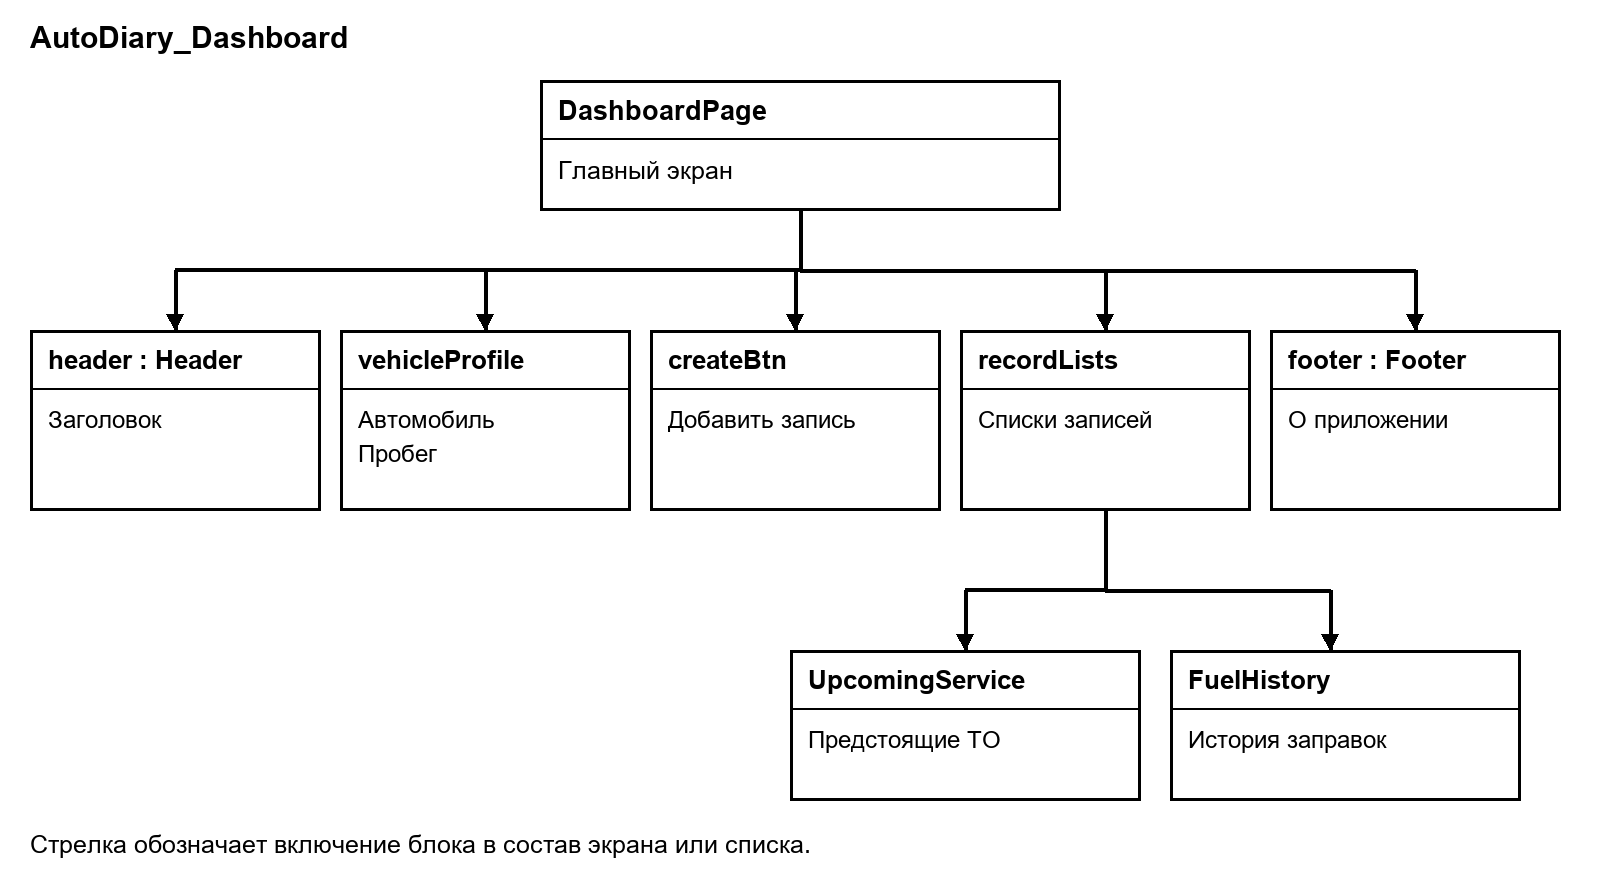 AutoDiary_Dashboard
DashboardPage
Главный экран
header : Header
Заголовок
vehicleProfile
Автомобиль
Пробег
createBtn
Добавить запись
recordLists
Списки записей
footer : Footer
О приложении
UpcomingService
Предстоящие ТО
FuelHistory
История заправок
Стрелка обозначает включение блока в состав экрана или списка.